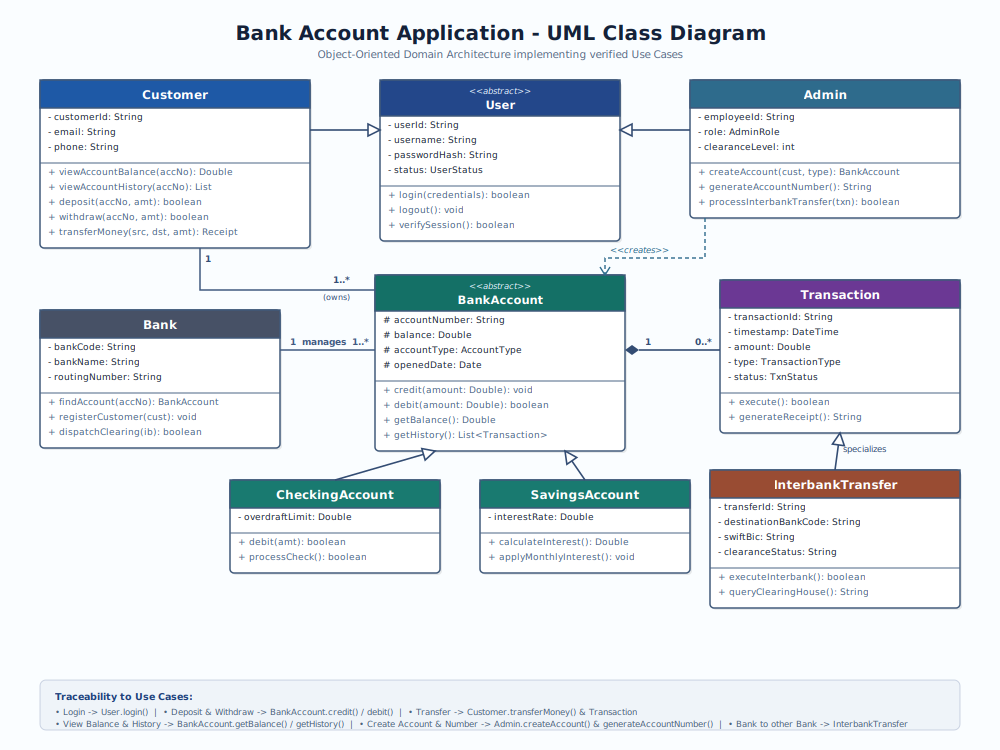 Bank Account Application - UML Class Diagram
Object-Oriented Domain Architecture implementing verified Use Cases
Customer
- customerId: String
- email: String
- phone: String
+ viewAccountBalance(accNo): Double
+ viewAccountHistory(accNo): List
+ deposit(accNo, amt): boolean
+ withdraw(accNo, amt): boolean
+ transferMoney(src, dst, amt): Receipt
<<abstract>>
User
- userId: String
- username: String
- passwordHash: String
- status: UserStatus
+ login(credentials): boolean
+ logout(): void
+ verifySession(): boolean
Admin
- employeeId: String
- role: AdminRole
- clearanceLevel: int
+ createAccount(cust, type): BankAccount
+ generateAccountNumber(): String
+ processInterbankTransfer(txn): boolean
<<creates>>
1
1..*
(owns)
Bank
- bankCode: String
- bankName: String
- routingNumber: String
+ findAccount(accNo): BankAccount
+ registerCustomer(cust): void
+ dispatchClearing(ib): boolean
1 manages 1..*
<<abstract>>
BankAccount
# accountNumber: String
# balance: Double
# accountType: AccountType
# openedDate: Date
+ credit(amount: Double): void
+ debit(amount: Double): boolean
+ getBalance(): Double
+ getHistory(): List<Transaction>
1
0..*
Transaction
- transactionId: String
- timestamp: DateTime
- amount: Double
- type: TransactionType
- status: TxnStatus
+ execute(): boolean
+ generateReceipt(): String
specializes
CheckingAccount
- overdraftLimit: Double
+ debit(amt): boolean
+ processCheck(): boolean
SavingsAccount
- interestRate: Double
+ calculateInterest(): Double
+ applyMonthlyInterest(): void
InterbankTransfer
- transferId: String
- destinationBankCode: String
- swiftBic: String
- clearanceStatus: String
+ executeInterbank(): boolean
+ queryClearingHouse(): String
Traceability to Use Cases:
• Login -> User.login() | • Deposit & Withdraw -> BankAccount.credit() / debit() | • Transfer -> Customer.transferMoney() & Transaction
• View Balance & History -> BankAccount.getBalance() / getHistory() | • Create Account & Number -> Admin.createAccount() & generateAccountNumber() | • Bank to other Bank -> InterbankTransfer